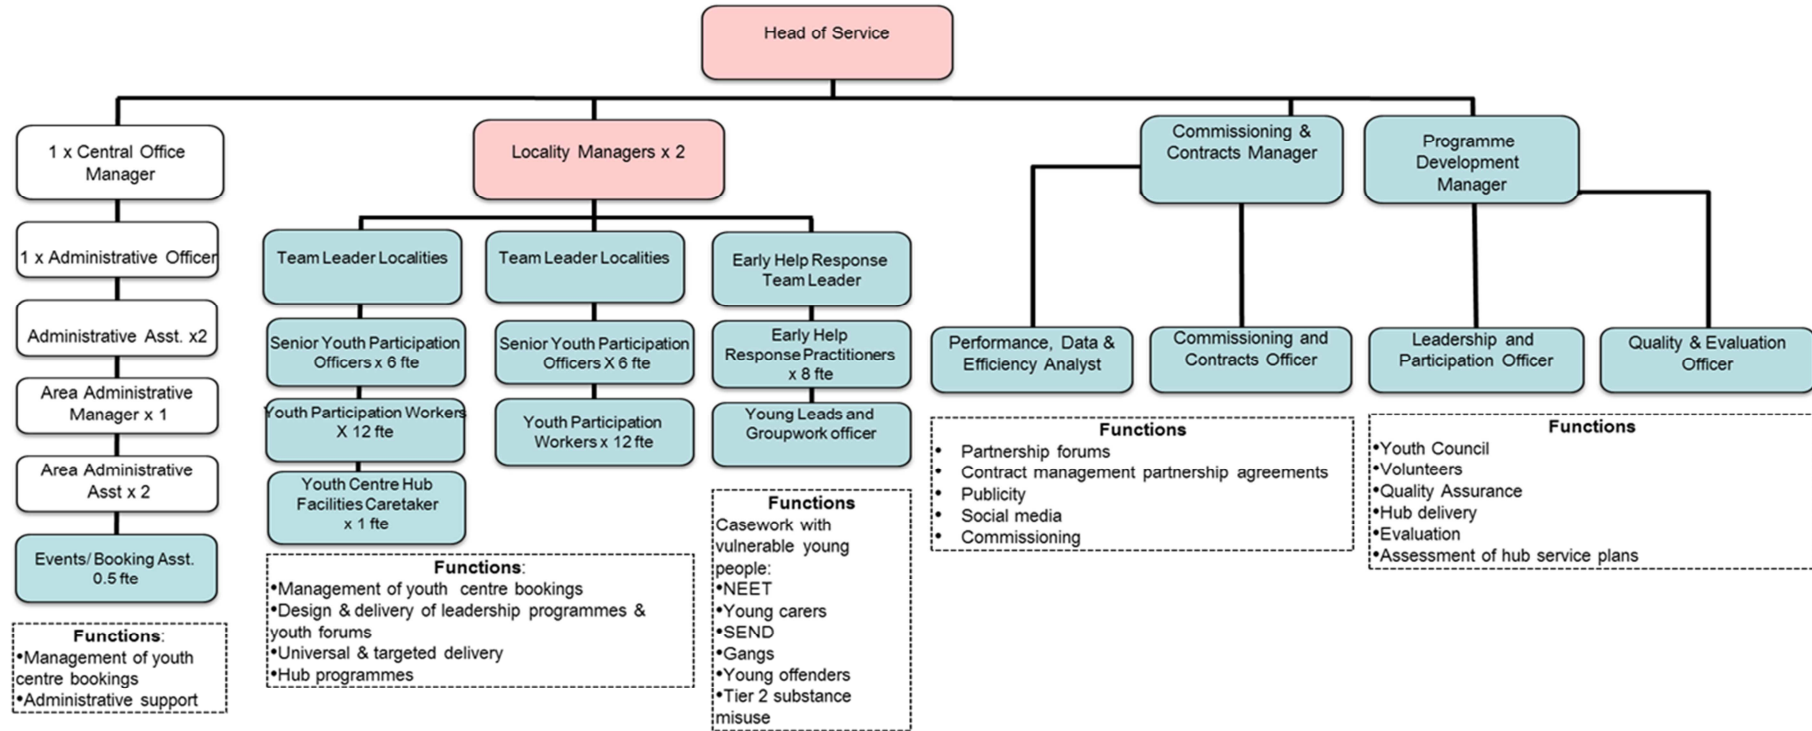 Head of Service
1 x Central Office
Manager
1 x Administrative Officer
Administrative Asst. x2
Area Administrative
Manager x 1
Area Administrative
Asst x 2
Events/ Booking Asst.
0.5 fte
Functions:
•Management of youth
centre bookings
•Administrative support
Locality Managers x 2
Team Leader Localities
Senior Youth Participation
Officers x 6 fte
Youth Participation Workers
X 12 fte
Youth Centre Hub
Facilities Caretaker
x 1 fte
Team Leader Localities
Senior Youth Participation
Officers X 6 fte
Youth Participation
Workers x 12 fte
Functions:
•Management of youth centre bookings
•Design & delivery of leadership programmes &
youth forums
•Universal & targeted delivery
•Hub programmes
Early Help Response
Team Leader
Early Help
Response Practitioners
x 8 fte
Young Leads and
Groupwork officer
Functions
Casework with
vulnerable young
people:
•NEET
•Young carers
•SEND
•Gangs
•Young offenders
•Tier 2 substance
misuse
Commissioning &
Contracts Manager
Performance, Data &
Efficiency Analyst
Commissioning and
Contracts Officer
Functions
• Partnership forums
• Contract management partnership agreements
• Publicity
• Social media
• Commissioning
Programme
Development
Manager
Leadership and
Participation Officer
Quality & Evaluation
Officer
Functions
•Youth Council
•Volunteers
•Quality Assurance
•Hub delivery
•Evaluation
•Assessment of hub service plans